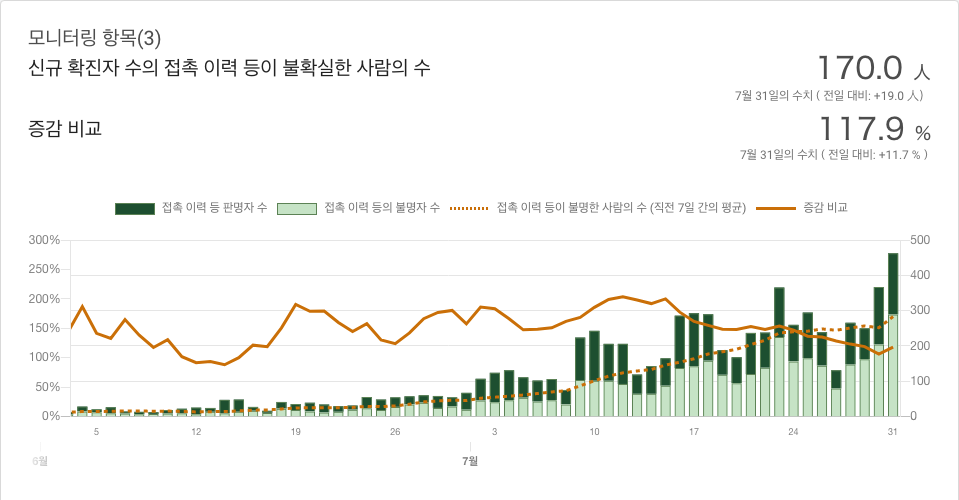 모니터링 항목(3)
신규 확진자 수의 접촉 이력 등이 불확실한 사람의 수
170.0 人
7월 31일의 수치 ( 전일 대비: +19.0 人)
증감 비교
117.9 %
7월 31일의 수치 ( 전일 대비: +11.7 % )
접촉 이력 등 판명자 수 접촉 이력 등의 불명자 수 접촉 이력 등이 불명한 사람의 수 (직전 7일 간의 평균) 증감 비교
300% 500
250% 400
200% 300
150% 200
100% 100
50% 0
0%
5 12 19 26 3 10 17 24 31
6월 7월